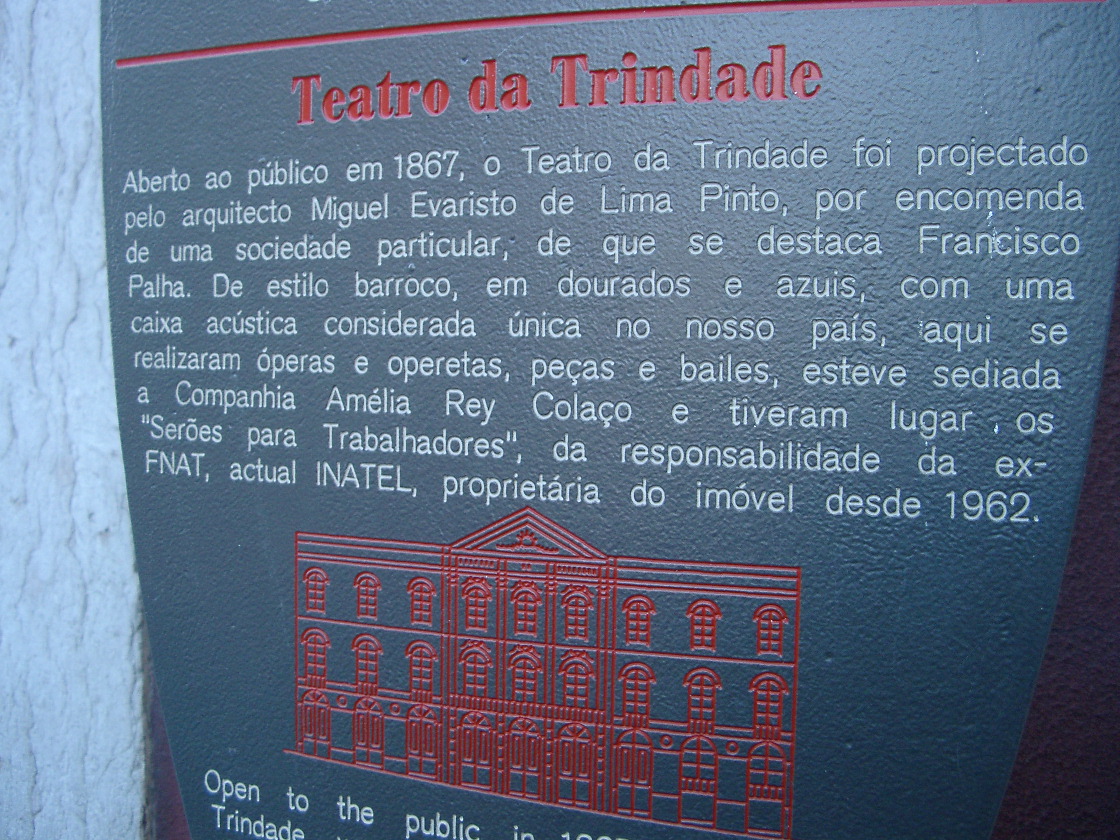 Teatro da Trindade
Aberto ao público em 1867, o Teatro da Trindade foi projectado
pelo arquitecto Miguel Evaristo de Lima Pinto, por encomenda
de uma sociedade particular, de que se destaca Francisco
Palha. De estilo barroco, em dourados e azuis, com uma
caixa acústica considerada única no nosso país, aqui se
realizaram óperas e operetas, peças e bailes, esteve sediada
a Companhia Amélia Rey Colaço e tiveram lugar os
"Serões para Trabalhadores", da responsabilidade da ex-
FNAT, actual INATEL, proprietária do imóvel desde 1962.
Open to the public in
Trindade